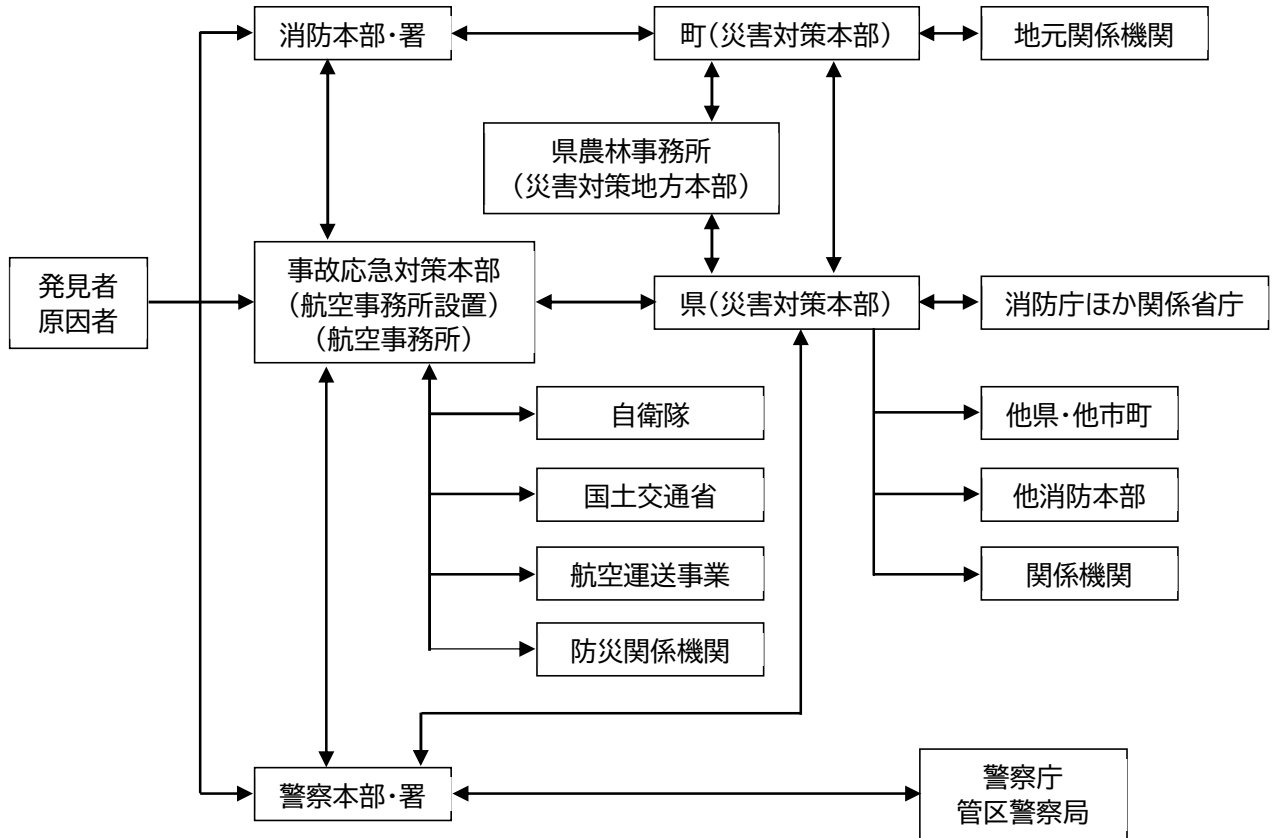 消防本部・署
町（災害対策本部）
地元関係機関
県農林事務所
（災害対策地方本部）
発見者
原因者
事故応急対策本部
（航空事務所設置）
（航空事務所）
県（災害対策本部）
消防庁ほか関係省庁
自衛隊
他県・他市町
国土交通省
他消防本部
航空運送事業
関係機関
防災関係機関
警察本部・署
警察庁
管区警察局